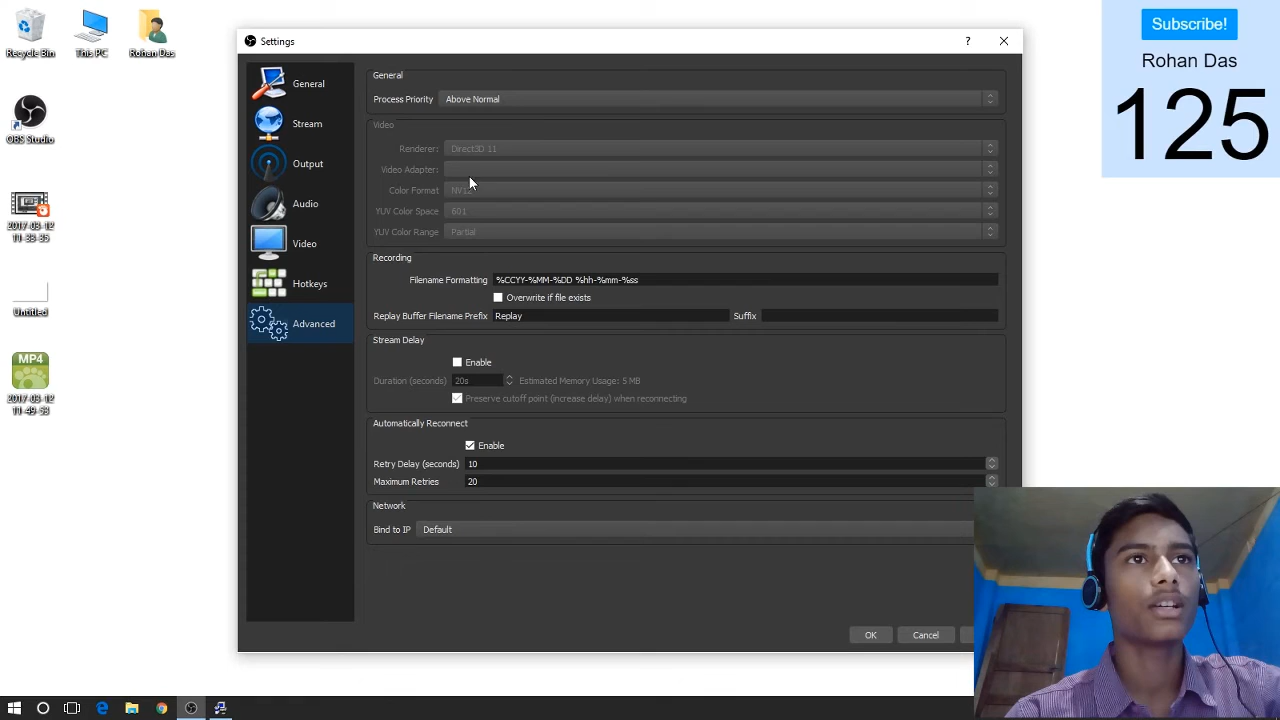 Recycle Bin
This PC
Rohan Das
OBS Studio
2017-03-12
11-33-35
Untitled
MP4
2017-03-12
11-49-53
Settings
?
General
Stream
Output
Audio
Video
Hotkeys
Advanced
General
Process Priority
Above Normal
Video
Renderer:
Direct3D 11
Video Adapter:
Color Format
NV12
YUV Color Space
601
YUV Color Range
Partial
Recording
Filename Formatting
%CCYY-%MM-%DD %hh-%mm-%ss
Overwrite if file exists
Replay Buffer Filename Prefix
Replay
Suffix
Stream Delay
Enable
Duration (seconds)
20s
Estimated Memory Usage: 5 MB
Preserve cutoff point (increase delay) when reconnecting
Automatically Reconnect
Enable
Retry Delay (seconds)
10
Maximum Retries
20
Network
Bind to IP
Default
OK
Cancel
Subscribe!
Rohan Das
125